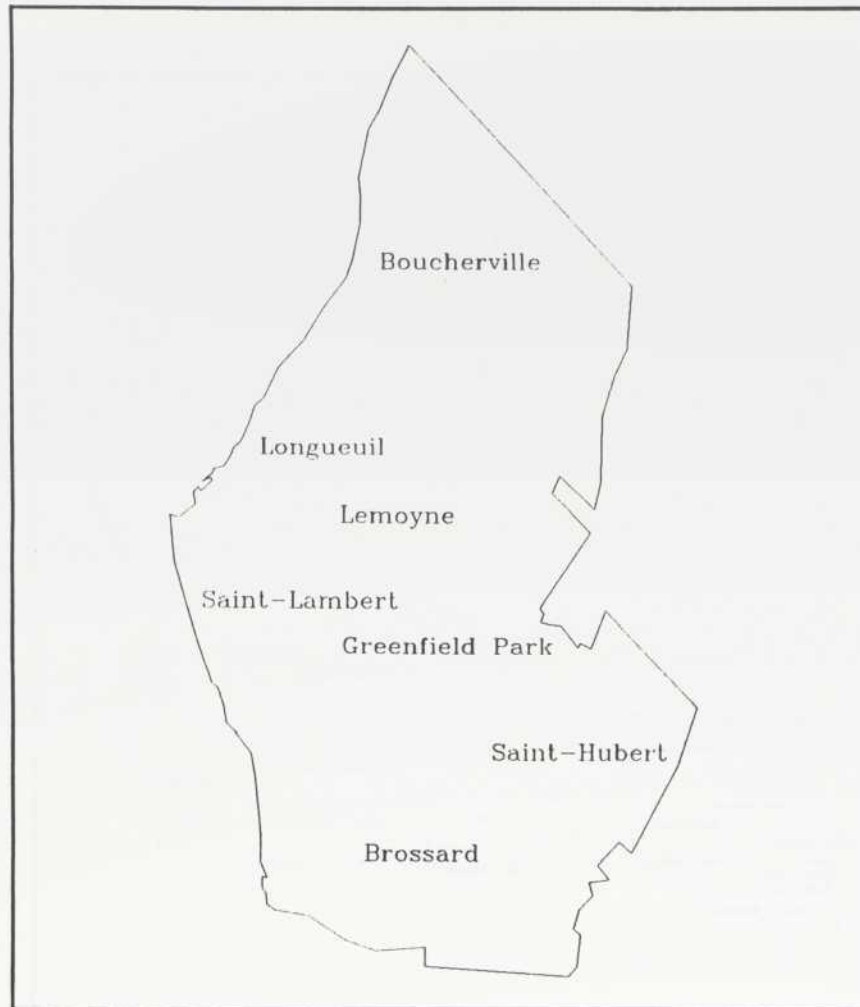 Boucherville
Longueuil
Lemoyne
Saint-Lambert
Greenfield Park
Saint-Hubert
Brossard